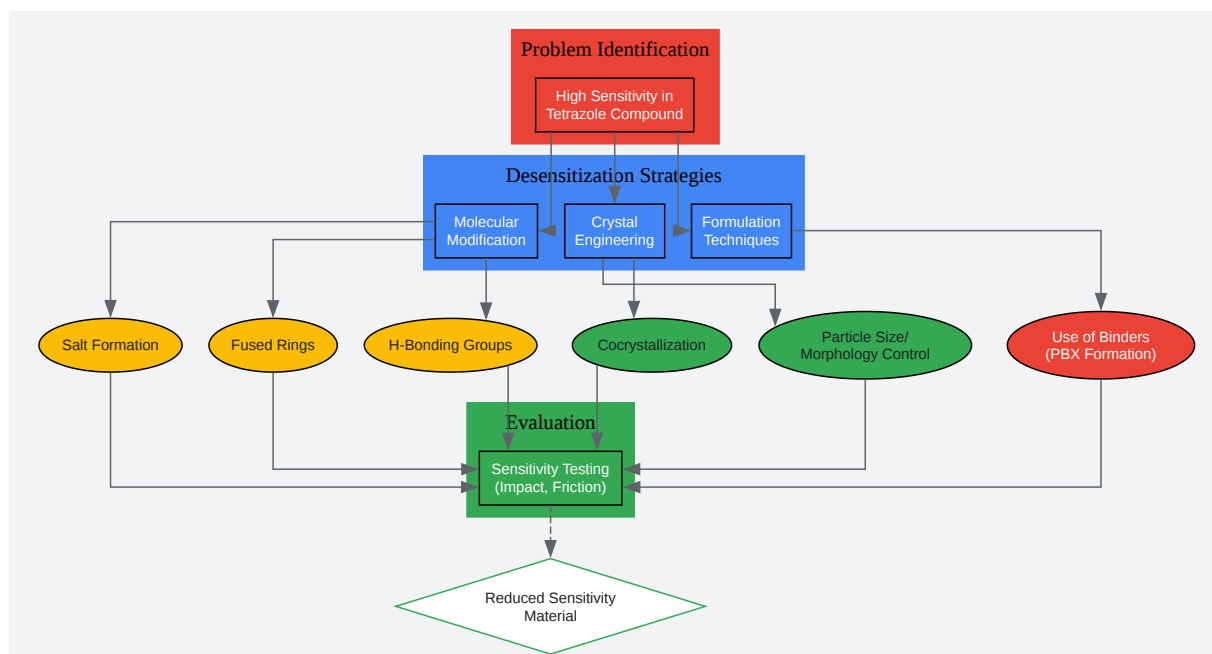 Problem Identification
High Sensitivity in
Tetrazole Compound
Desensitization Strategies
Molecular
Modification
Crystal
Engineering
Formulation
Techniques
Salt Formation
Fused Rings
H-Bonding Groups
Cocrystallization
Particle Size/
Morphology Control
Use of Binders
(PBX Formation)
Evaluation
Sensitivity Testing
(Impact, Friction)
Reduced Sensitivity
Material